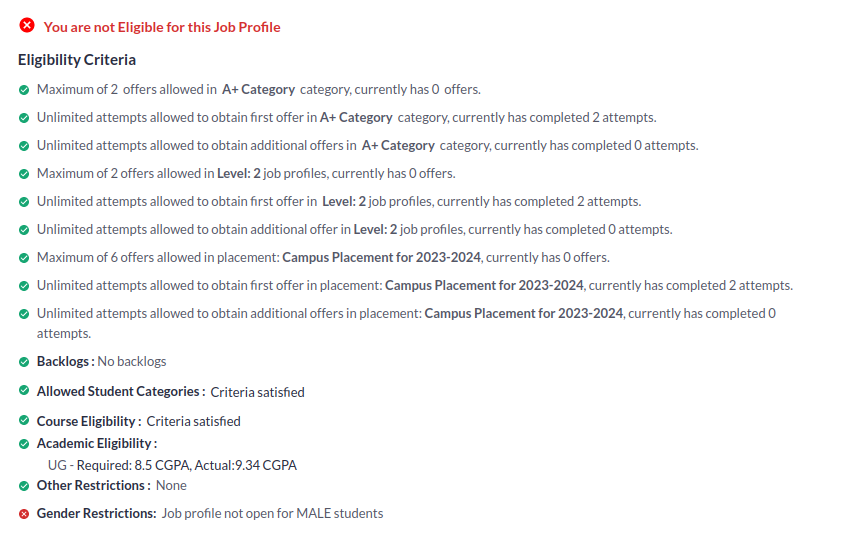 You are not Eligible for this Job Profile
Eligibility Criteria
Maximum of 2 offers allowed in A+ Category category, currently has 0 offers.
Unlimited attempts allowed to obtain first offer in A+ Category category, currently has completed 2 attempts.
Unlimited attempts allowed to obtain additional offers in A+ Category category, currently has completed 0 attempts.
Maximum of 2 offers allowed in Level: 2 job profiles, currently has 0 offers.
Unlimited attempts allowed to obtain first offer in Level: 2 job profiles, currently has completed 2 attempts.
Unlimited attempts allowed to obtain additional offer in Level: 2 job profiles, currently has completed 0 attempts.
Maximum of 6 offers allowed in placement: Campus Placement for 2023-2024, currently has 0 offers.
Unlimited attempts allowed to obtain first offer in placement: Campus Placement for 2023-2024, currently has completed 2 attempts.
Unlimited attempts allowed to obtain additional offers in placement: Campus Placement for 2023-2024, currently has completed 0
attempts.
Backlogs : No backlogs
Allowed Student Categories : Criteria satisfied
Course Eligibility : Criteria satisfied
Academic Eligibility :
UG - Required: 8.5 CGPA, Actual:9.34 CGPA
Other Restrictions : None
Gender Restrictions: Job profile not open for MALE students